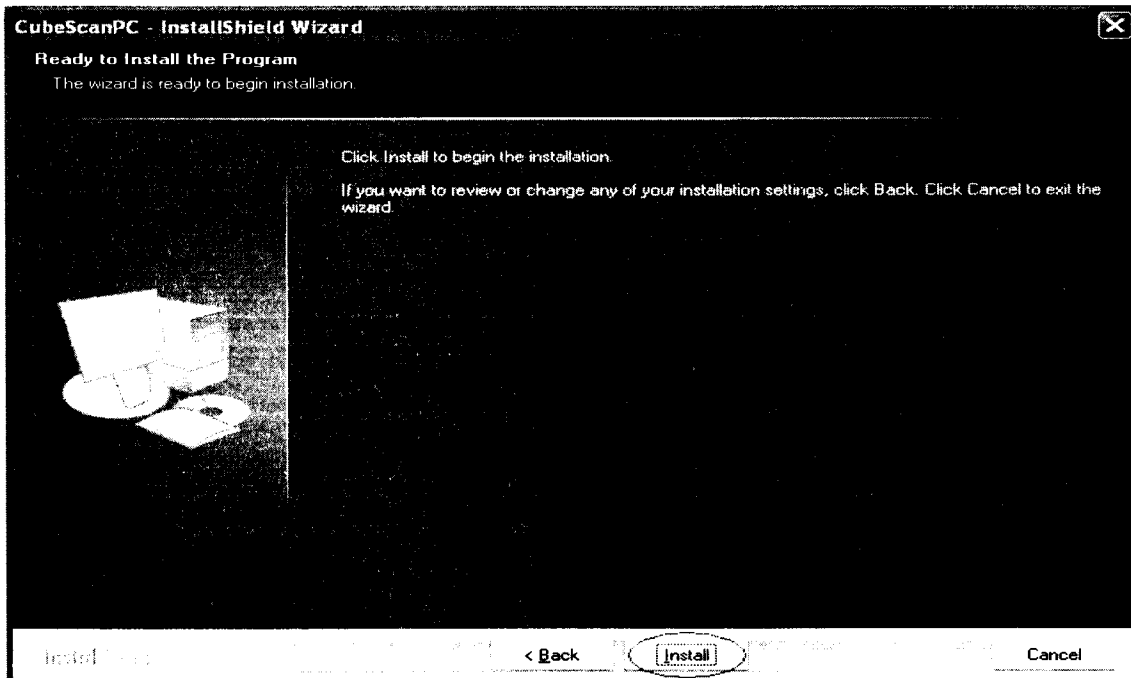 CubeScanPC - InstallShield Wizard
Ready to Install the Program
The wizard is ready to begin installation.
Click Install to begin the installation.
If you want to review or change any of your installation settings, click Back. Click Cancel to exit the
wizard.
< Back Install Cancel